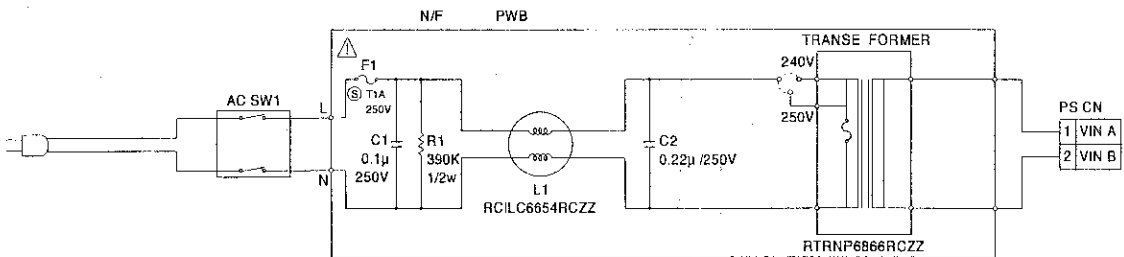 N/F PWB
TRANSE FORMER
F1
240V
S T1A
250V
AC SW1
L
250V
PS CN
1 VIN A
2 VIN B
C1
0.1μ
250V
R1
390K
1/2w
C2
0.22μ/250V
N
L1
RCILC6654RCZZ
RTRNP6866RCZZ